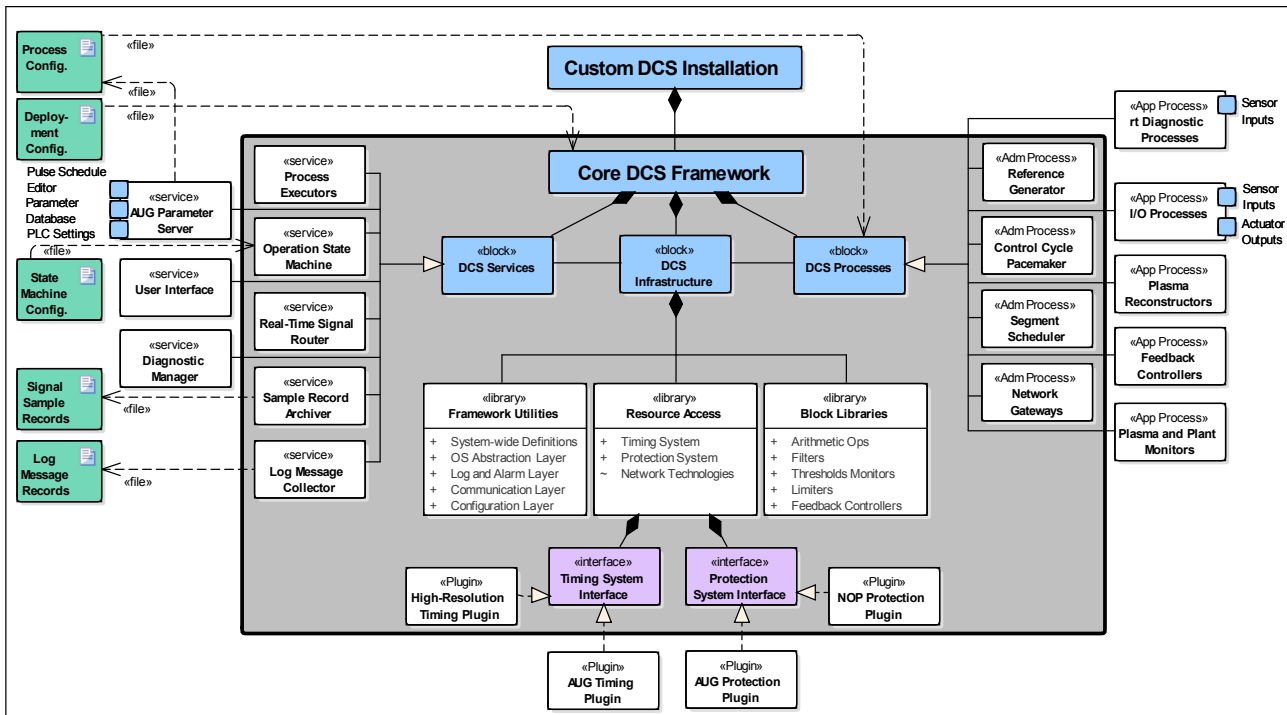 Process
Config.
«file»
«file»
Deploy-
ment
Config.
Pulse Schedule
Editor
Parameter
Database
PLC Settings
«service»
AUG Parameter
Server
«file»
State
Machine
Config.
«service»
User Interface
«service»
Diagnostic
Manager
Signal
Sample
Records
«file»
Log
Message
Records
«file»
Custom DCS Installation
Core DCS Framework
«service»
Process
Executors
«service»
Operation State
Machine
«service»
Real-Time Signal
Router
«service»
Sample Record
Archiver
«service»
Log Message
Collector
«block»
DCS Services
«block»
DCS
Infrastructure
«block»
DCS Processes
«library»
Framework Utilities
+ System-wide Definitions
+ OS Abstraction Layer
+ Log and Alarm Layer
+ Communication Layer
+ Configuration Layer
«library»
Resource Access
+ Timing System
+ Protection System
~ Network Technologies
«library»
Block Libraries
+ Arithmetic Ops
+ Filters
+ Thresholds Monitors
+ Limiters
+ Feedback Controllers
«interface»
Timing System
Interface
«interface»
Protection
System Interface
«Plugin»
High-Resolution
Timing Plugin
«Plugin»
NOP Protection
Plugin
«Plugin»
AUG Timing
Plugin
«Plugin»
AUG Protection
Plugin
«Adm Process»
Reference
Generator
«Adm Process»
Control Cycle
Pacemaker
«Adm Process»
Segment
Scheduler
«Adm Process»
Network
Gateways
«App Process»
rt Diagnostic
Processes
Sensor
Inputs
«App Process»
I/O Processes
Sensor
Inputs
Actuator
Outputs
«App Process»
Plasma
Reconstructors
«App Process»
Feedback
Controllers
«App Process»
Plasma and Plant
Monitors